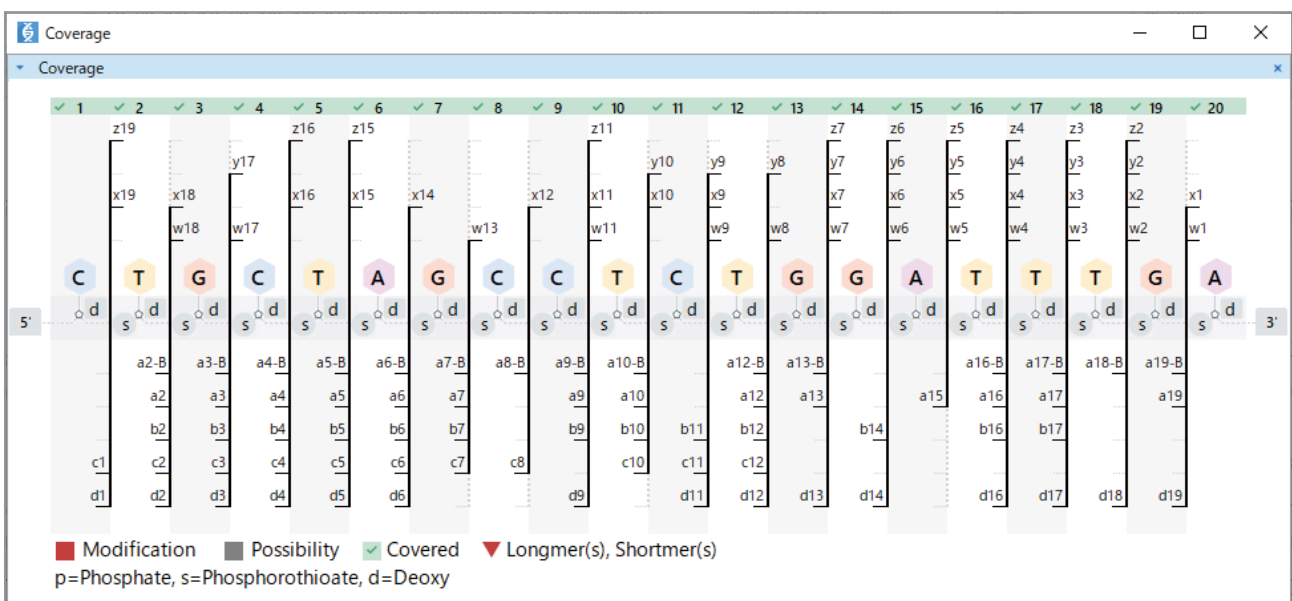 Coverage
Coverage
1 2 3 4 5 6 7 8 9 10 11 12 13 14 15 16 17 18 19 20
z19 z16 z15 z11 z7 z6 z5 z4 z3 z2
y17 y10 y9 y8 y7 y6 y5 y4 y3 y2
x19 x18 x16 x15 x14 x12 x11 x10 x9 x7 x6 x5 x4 x3 x2 x1
w18 w17 w13 w11 w9 w8 w7 w6 w5 w4 w3 w2 w1
C T G C T A G C C T C T G G A T T T G A
d d d d d d d d d d d d d d d d d d d d
5' s s s s s s s s s s s s s s s s s s s 3'
a2-B a3-B a4-B a5-B a6-B a7-B a8-B a9-B a10-B a12-B a13-B a16-B a17-B a18-B a19-B
a2 a3 a4 a5 a6 a7 a9 a10 a12 a13 a15 a16 a17 a19
b2 b3 b4 b5 b6 b7 b9 b10 b11 b12 b14 b16 b17
c1 c2 c3 c4 c5 c6 c7 c8 c10 c11 c12
d1 d2 d3 d4 d5 d6 d9 d11 d12 d13 d14 d16 d17 d18 d19
Modification Possibility Covered Longmer(s), Shortmer(s)
p=Phosphate, s=Phosphorothioate, d=Deoxy